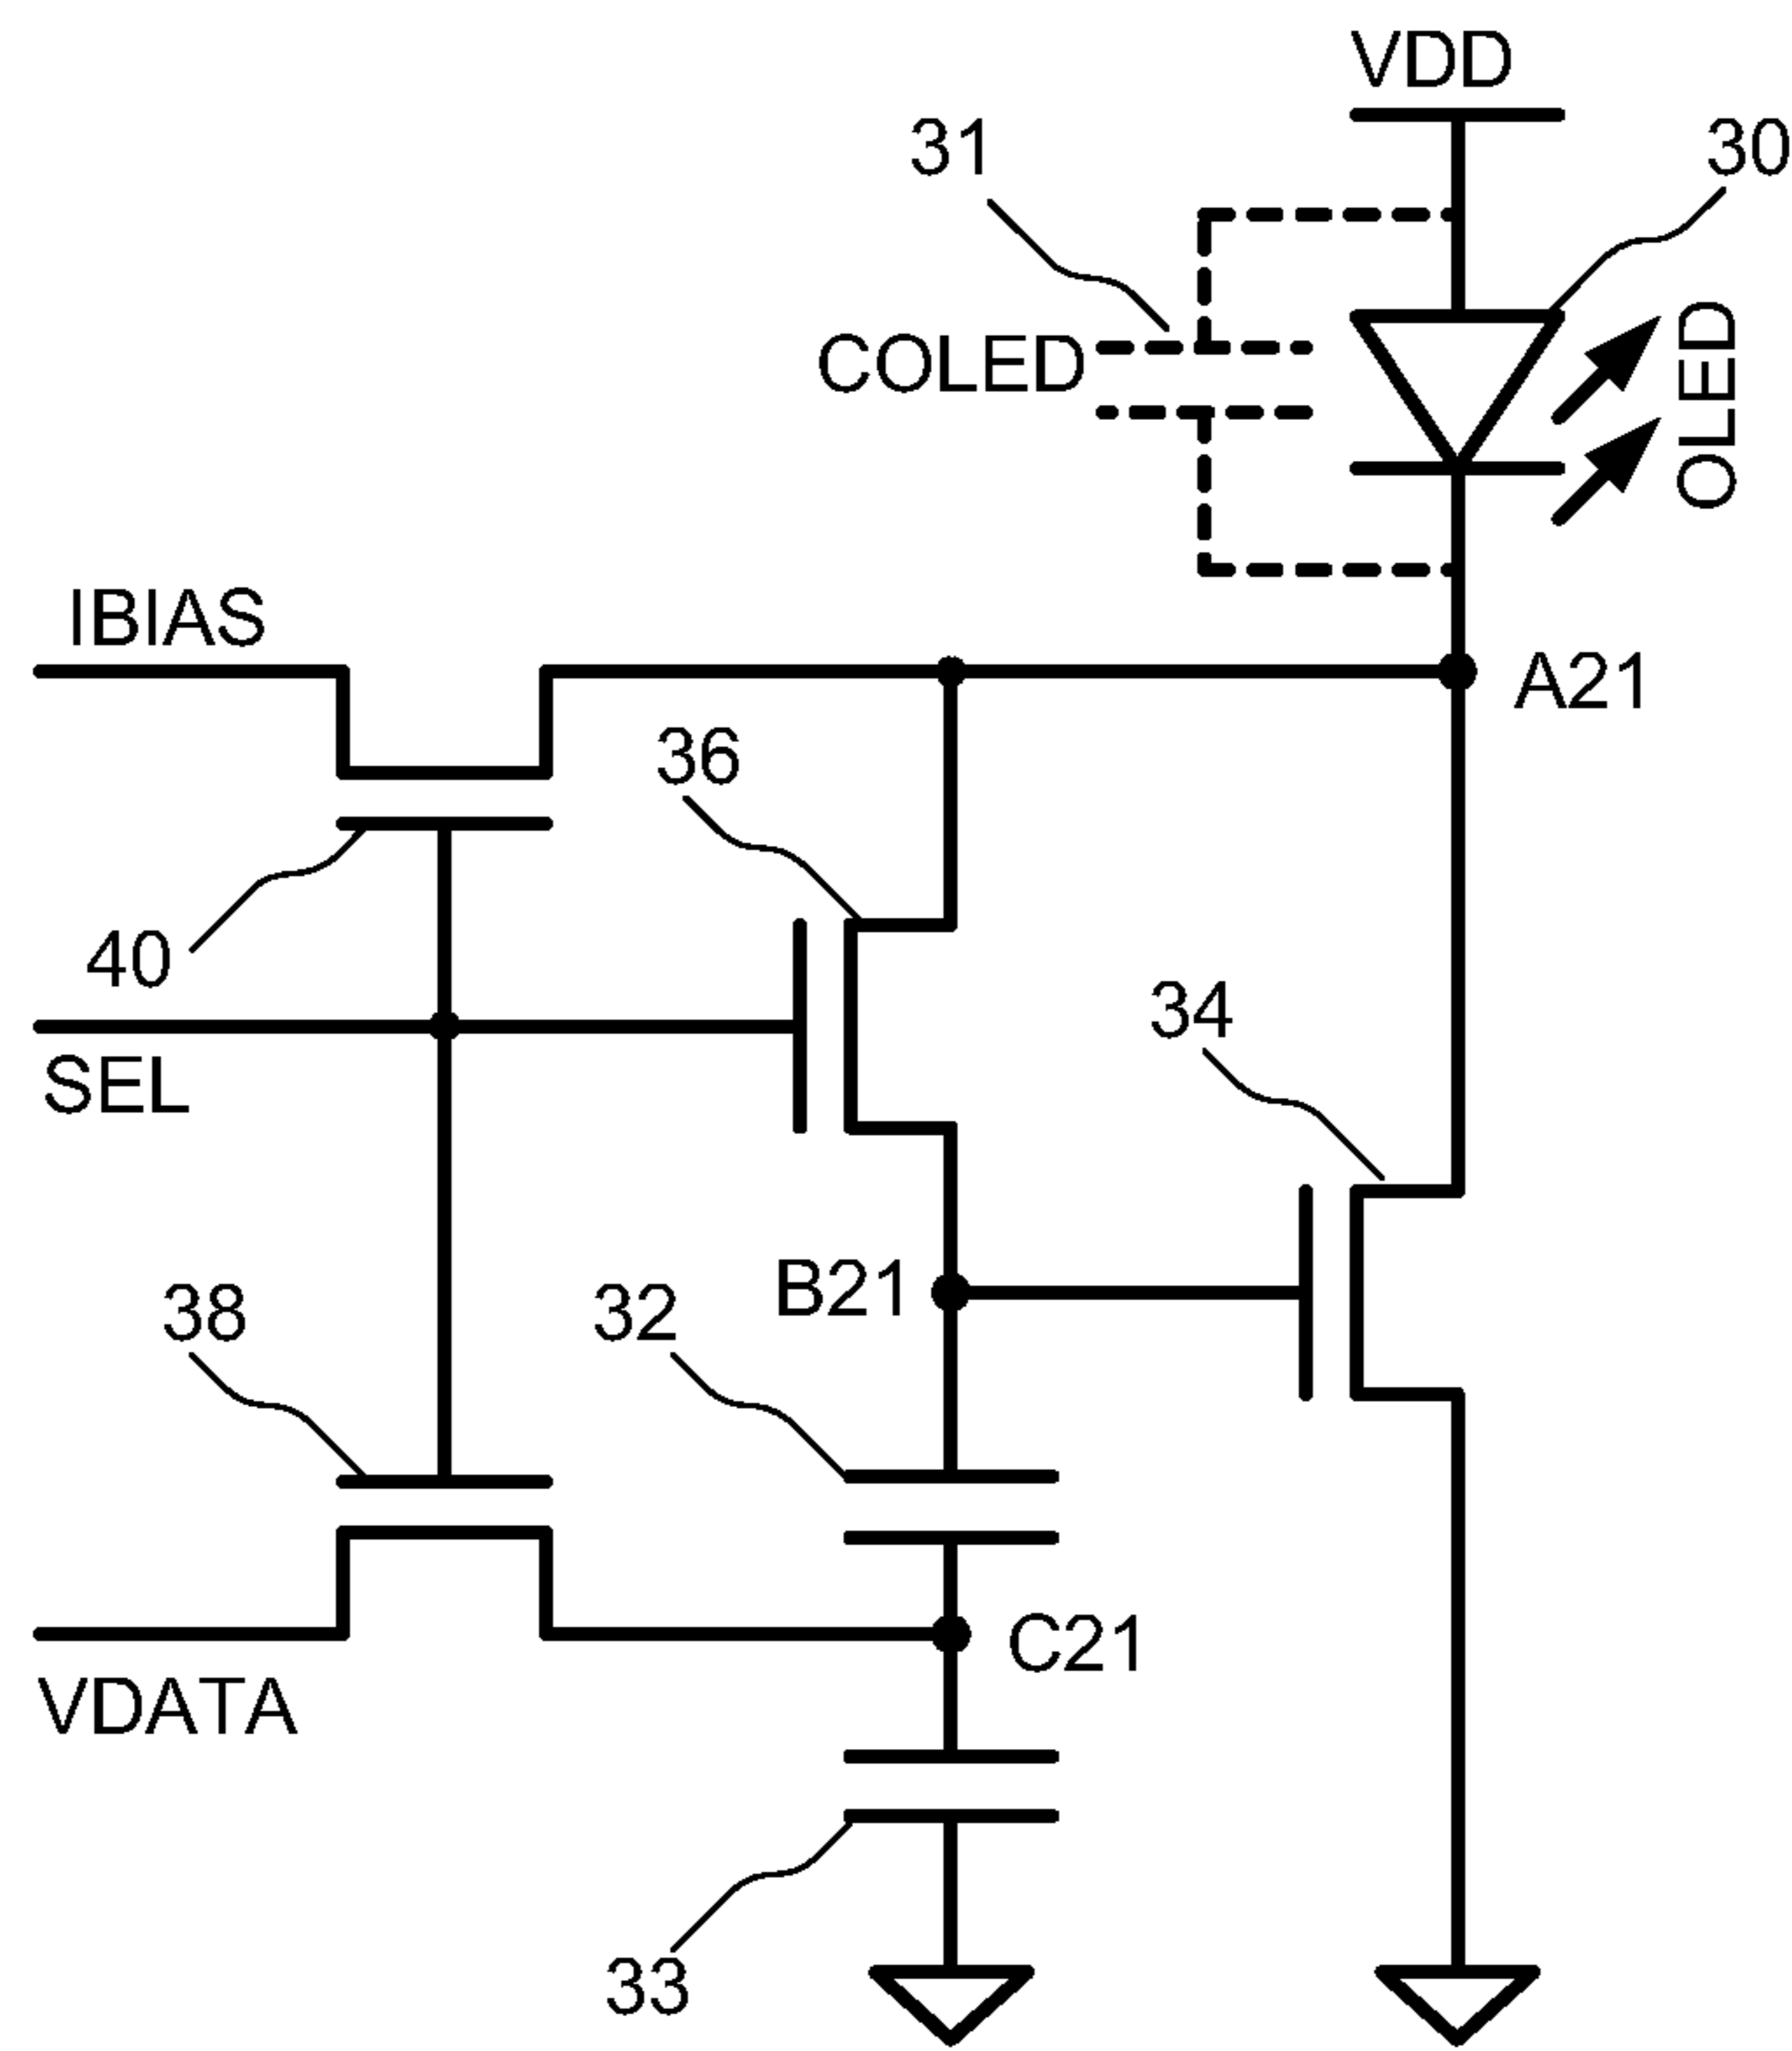 VDD
31
30
COLED
OLED
IBIAS
A21
36
40
34
SEL
B21
38
32
C21
VDATA
33